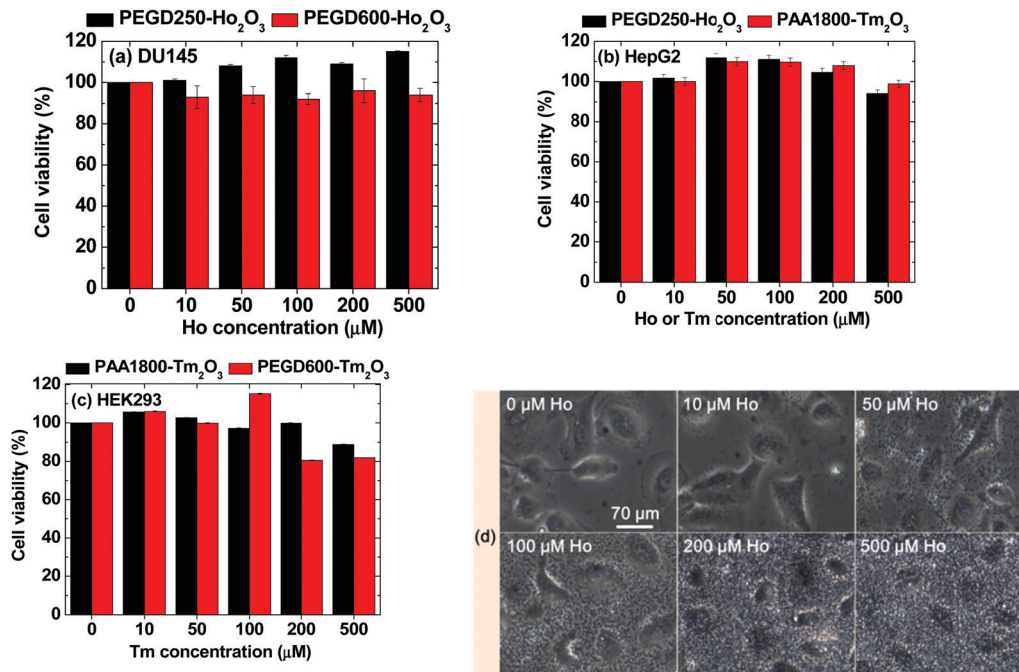 PEGD250-Ho₂O₃ PEGD600-Ho₂O₃
(a) DU145
Cell viability (%)
120
100
80
60
40
20
0
0 10 50 100 200 500
Ho concentration (μM)
PEGD250-Ho₂O₃ PAA1800-Tm₂O₃
(b) HepG2
Cell viability (%)
120
100
80
60
40
20
0
0 10 50 100 200 500
Ho or Tm concentration (μM)
PAA1800-Tm₂O₃ PEGD600-Tm₂O₃
(c) HEK293
Cell viability (%)
120
100
80
60
40
20
0
0 10 50 100 200 500
Tm concentration (μM)
(d)
0 μM Ho 10 μM Ho 50 μM Ho
70 μm
100 μM Ho 200 μM Ho 500 μM Ho